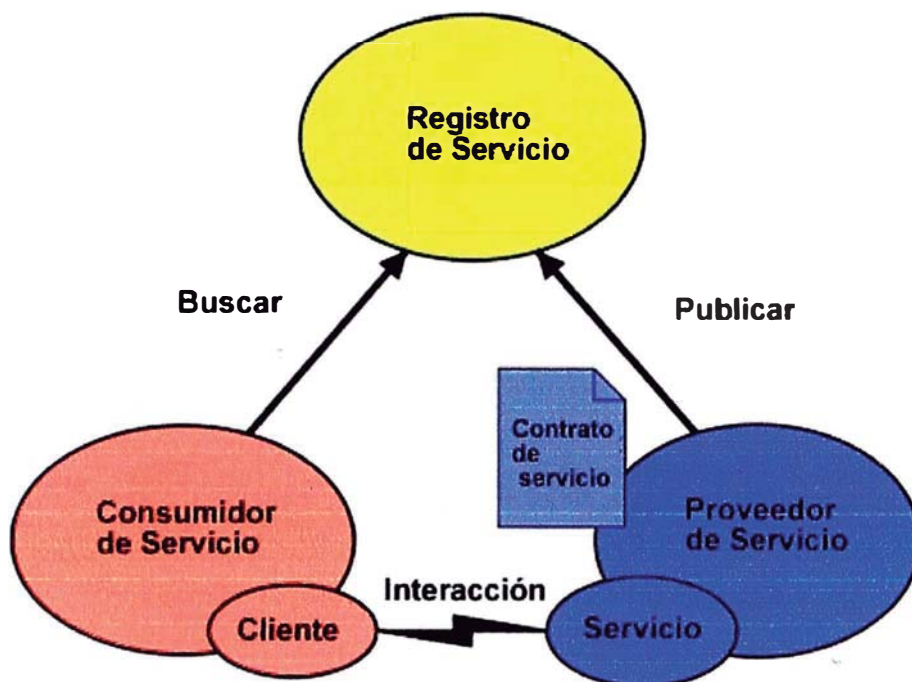 Registro
de Servicio
Buscar
Publicar
Contrato
de
servicio
Consumidor
de Servicio
Proveedor
de Servicio
Interacción
Cliente
Servicio